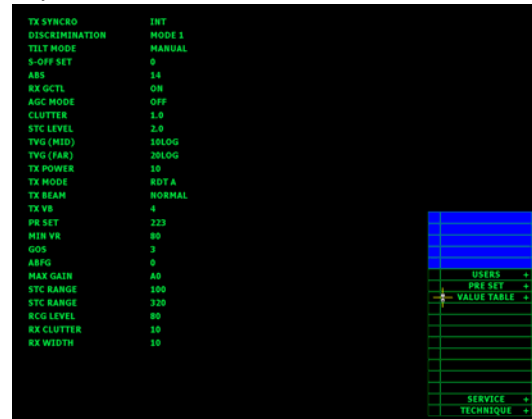 TX SYNCRO INT
DISCRIMINATION MODE 1
TILT MODE MANUAL
S-OFF SET 0
ABS 14
RX GCTL ON
AGC MODE OFF
CLUTTER 1.0
STC LEVEL 2.0
TVG (MID) 10LOG
TVG (FAR) 20LOG
TX POWER 10
TX MODE RDT A
TX BEAM NORMAL
TX VB 4
PR SET 223
MIN VR 80
GOS 3
ABFG 0
MAX GAIN A0
STC RANGE 100
STC RANGE 320
RCG LEVEL 80
RX CLUTTER 10
RX WIDTH 10
USERS +
PRE SET +
VALUE TABLE +
SERVICE +
TECHNIQUE +